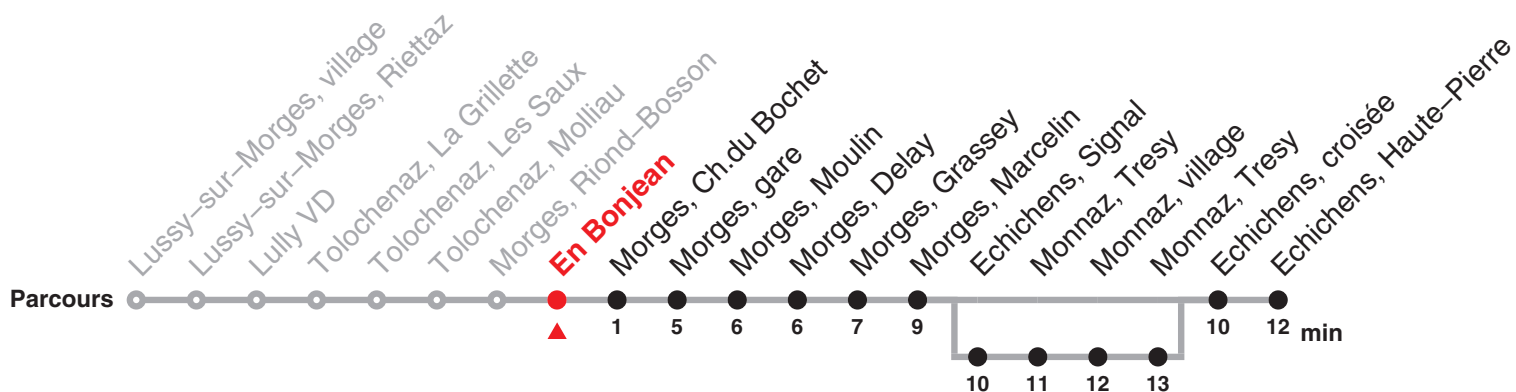 Lussy–sur–Morges, village
Lussy–sur–Morges, Riettaz
Lully VD
Tolochenaz, La Grillette
Tolochenaz, Les Saux
Tolochenaz, Molliau
Morges, Riond–Bosson
En Bonjean
Morges, Ch.du Bochet
Morges, gare
Morges, Moulin
Morges, Delay
Morges, Grassey
Morges, Marcelin
Echichens, Signal
Monnaz, Tresy
Monnaz, village
Monnaz, Tresy
Echichens, croisée
Echichens, Haute–Pierre
Parcours
1 5 6 6 7 9 10 12 min
10 11 12 13